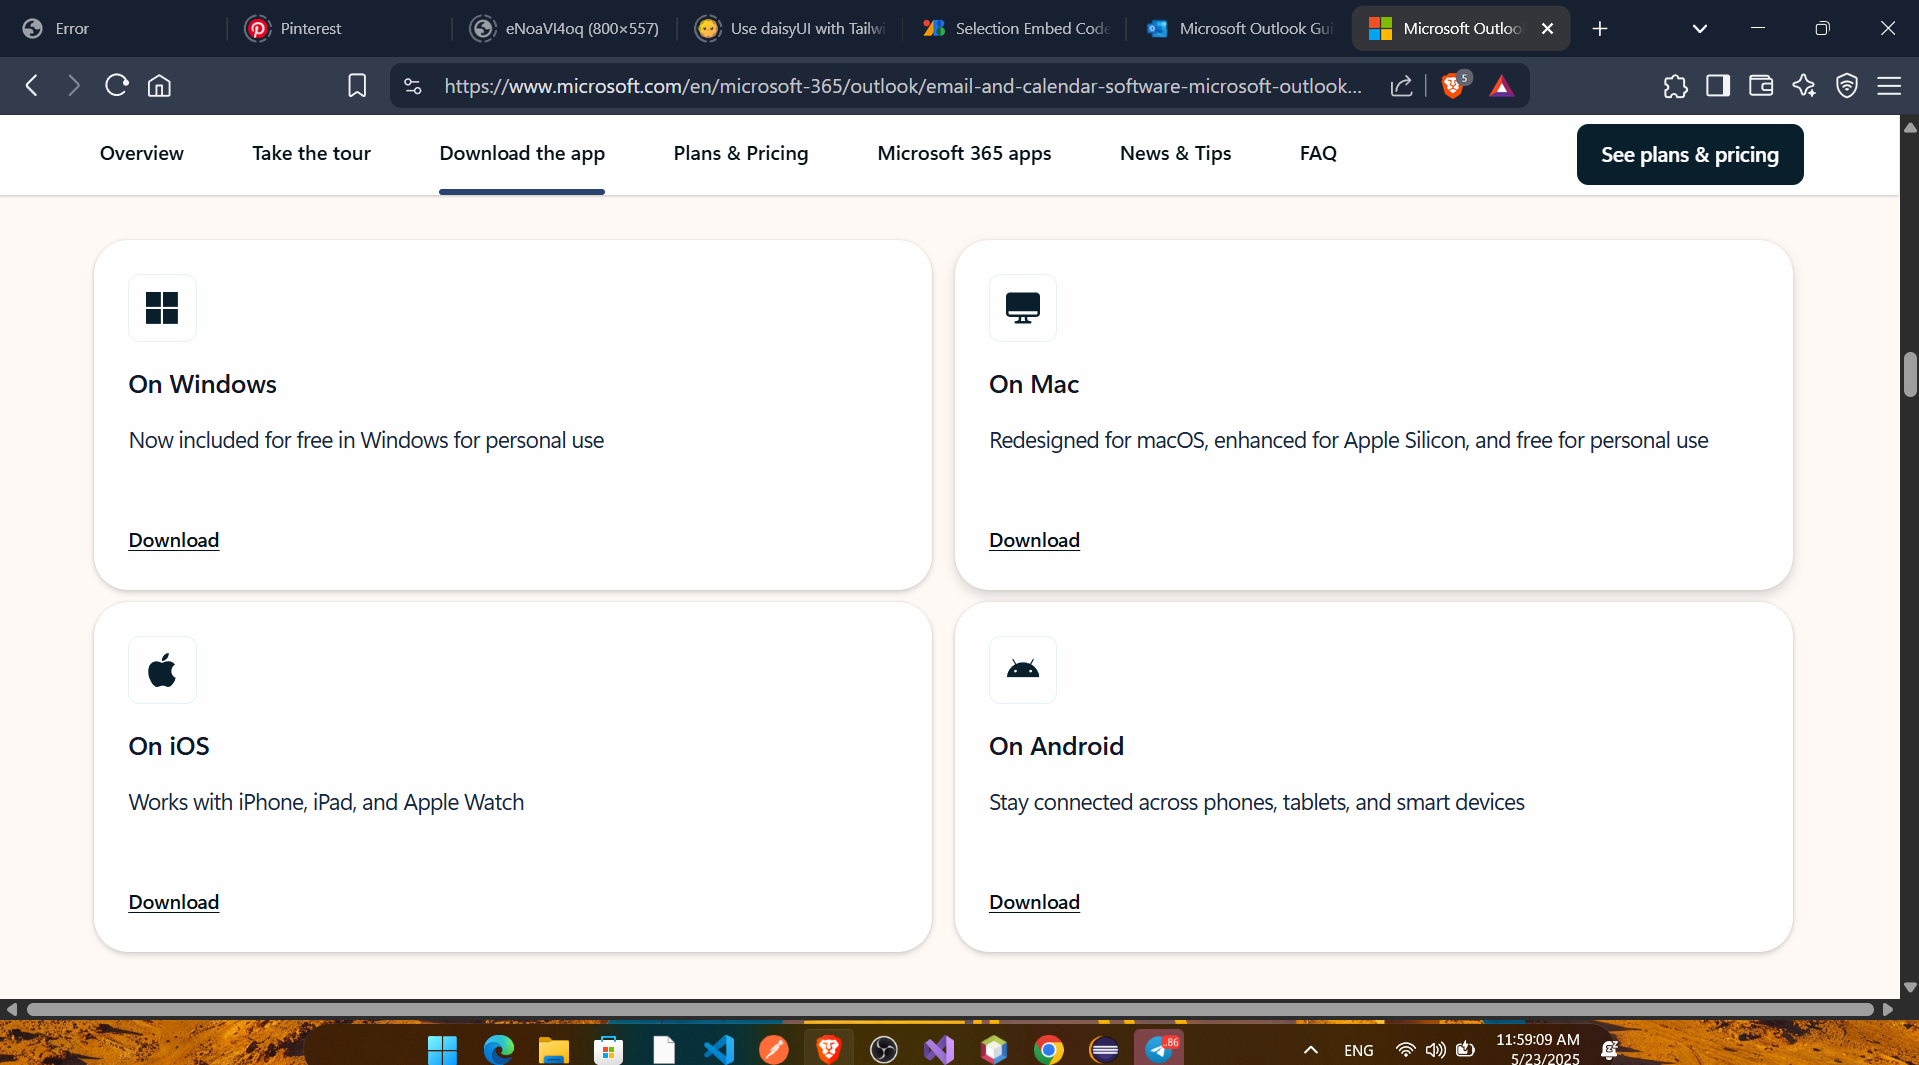 Error
Pinterest
eNoaVl4oq (800×557)
Use daisyUI with Tailwi
Selection Embed Code
Microsoft Outlook Gui
Microsoft Outloo
https://www.microsoft.com/en/microsoft-365/outlook/email-and-calendar-software-microsoft-outlook...
5
Overview
Take the tour
Download the app
Plans & Pricing
Microsoft 365 apps
News & Tips
FAQ
See plans & pricing
On Windows
Now included for free in Windows for personal use
Download
On Mac
Redesigned for macOS, enhanced for Apple Silicon, and free for personal use
Download
On iOS
Works with iPhone, iPad, and Apple Watch
Download
On Android
Stay connected across phones, tablets, and smart devices
Download
..86
ENG
11:59:09 AM
5/23/2025